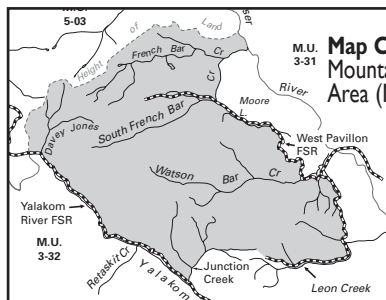 M.U.
5-03
Height of Land
French Bar Cr
ser
M.U.
3-31
Map C
Mounta
Area (M
Cr
River
Moore
L.
Davey Jones
South French Bar
West Pavillon
FSR
Watson Bar Cr
Yalakom
River FSR
M.U.
3-32
Retaskit Cr
Yalakom
Junction
Creek
Leon Creek